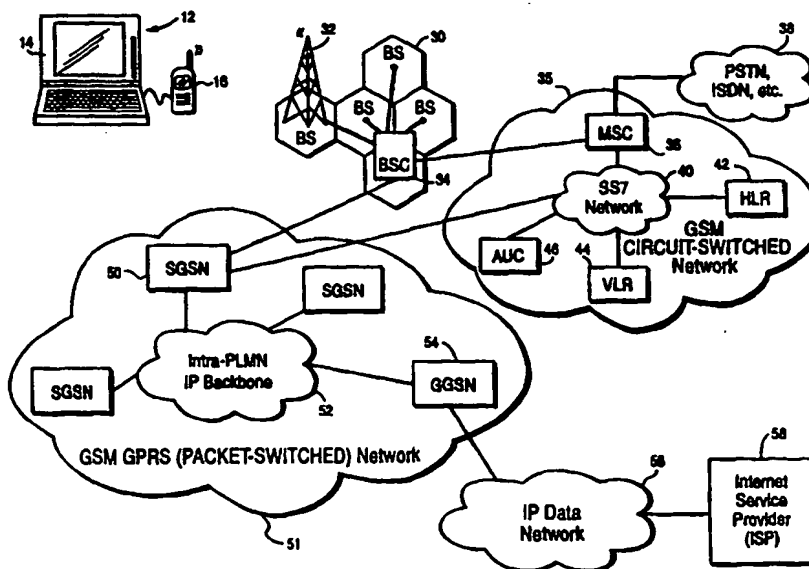 12
14
16
32
30
BS
BS
BS
BS
BSC
34
35
38
PSTN,
ISDN, etc.
MSC
36
40
SS7
Network
42
HLR
GSM
CIRCUIT-SWITCHED
Network
AUC
46
44
VLR
50
SGSN
SGSN
SGSN
Intra-PLMN
IP Backbone
52
54
GGSN
GSM GPRS (PACKET-SWITCHED) Network
51
56
IP Data
Network
58
Internet
Service
Provider
(ISP)